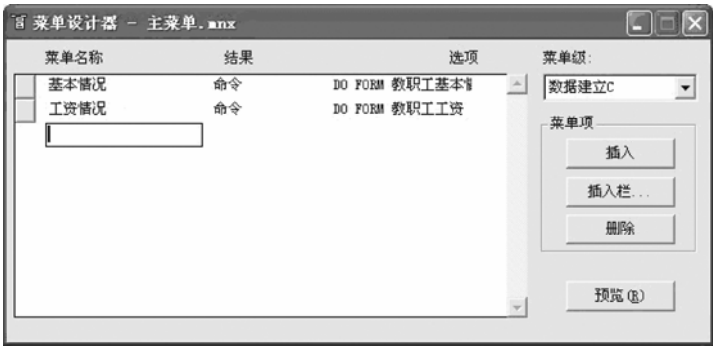 菜单设计器 - 主菜单.mnx
菜单名称 结果 选项 菜单级:
基本情况 命令 DO FORM 教职工基本情
数据建立C
工资情况 命令 DO FORM 教职工工资
菜单项
插入
插入栏...
删除
预览(R)